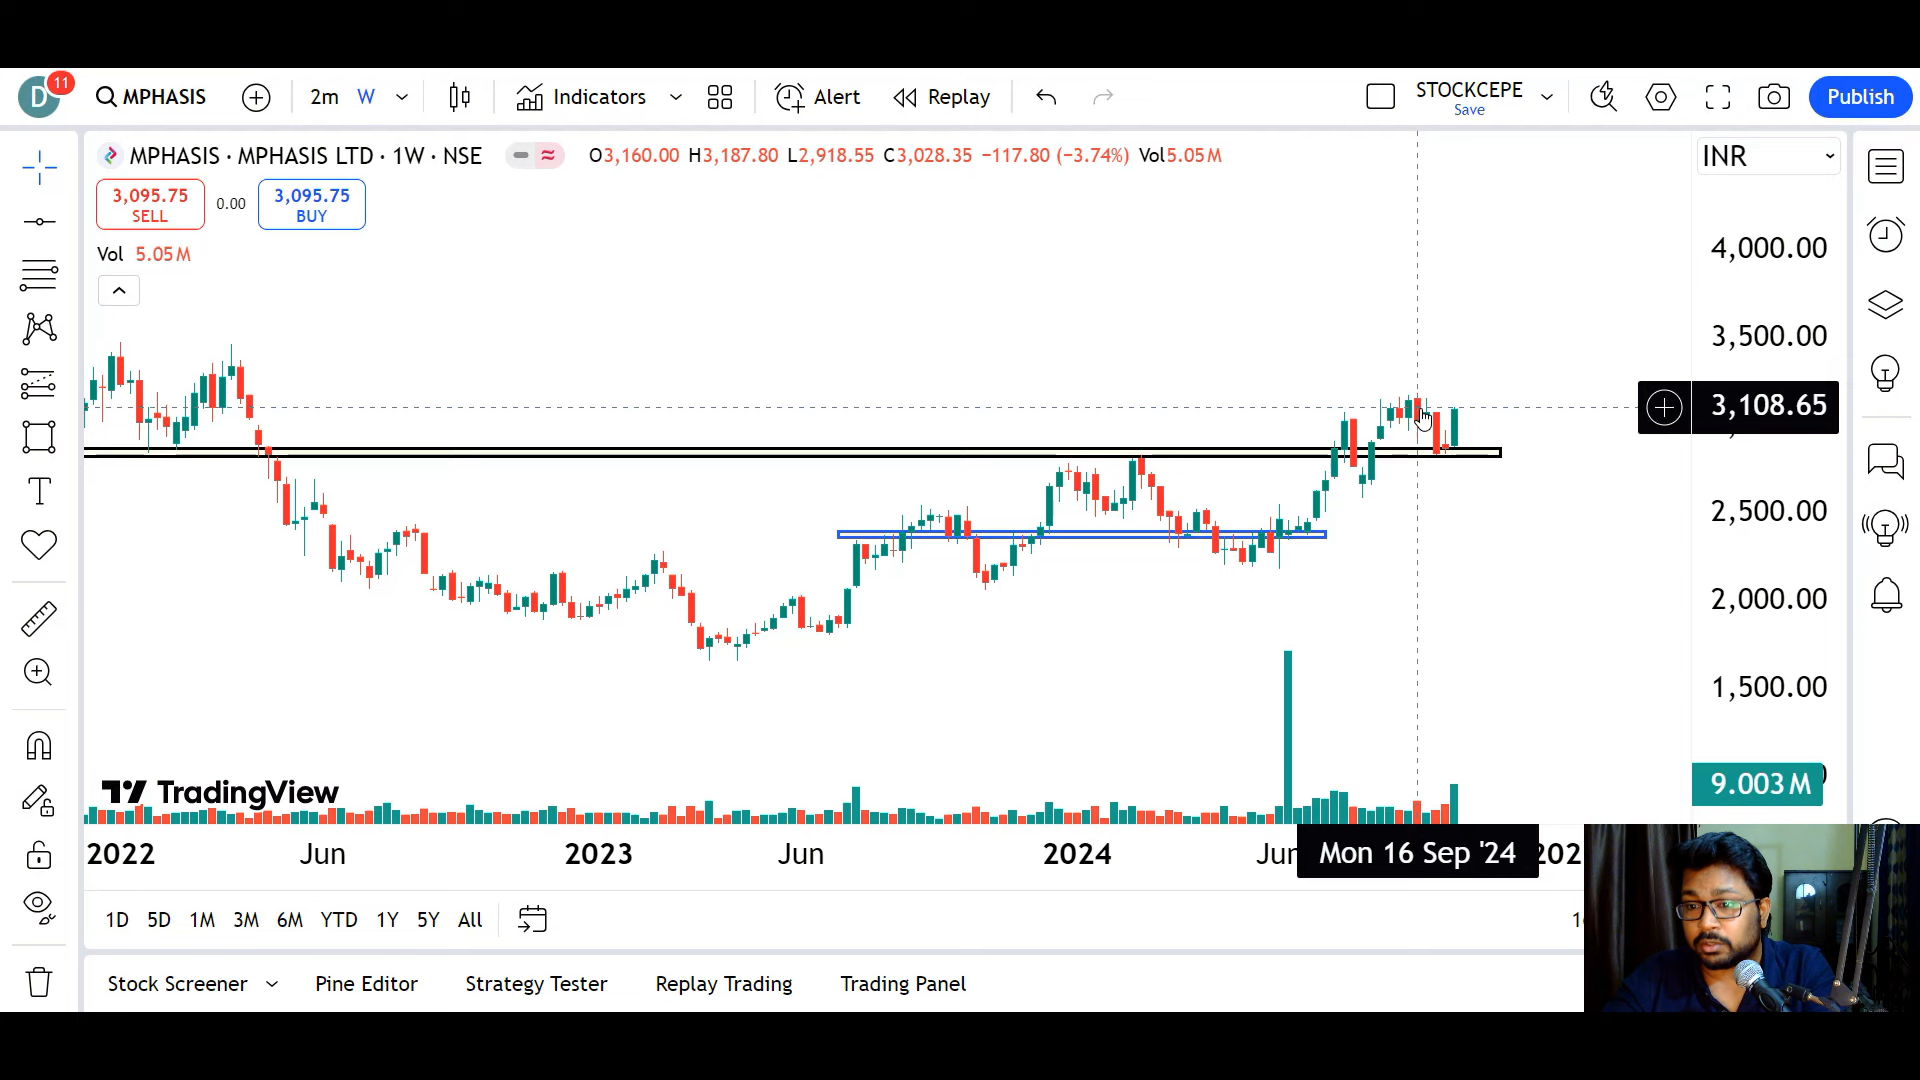 D
11
MPHASIS
2m
W
Indicators
Alert
Replay
STOCKCEPE
Save
Publish
MPHASIS · MPHASIS LTD · 1W · NSE
O3,160.00 H3,187.80 L2,918.55 C3,028.35 −117.80 (−3.74%) Vol5.05M
INR
3,095.75
SELL
0.00
3,095.75
BUY
Vol 5.05M
4,000.00
3,500.00
3,108.65
2,500.00
2,000.00
1,500.00
9.003M
TradingView
2022
Jun
2023
Jun
2024
Jun
Mon 16 Sep '24
1D
5D
1M
3M
6M
YTD
1Y
5Y
All
Stock Screener
Pine Editor
Strategy Tester
Replay Trading
Trading Panel